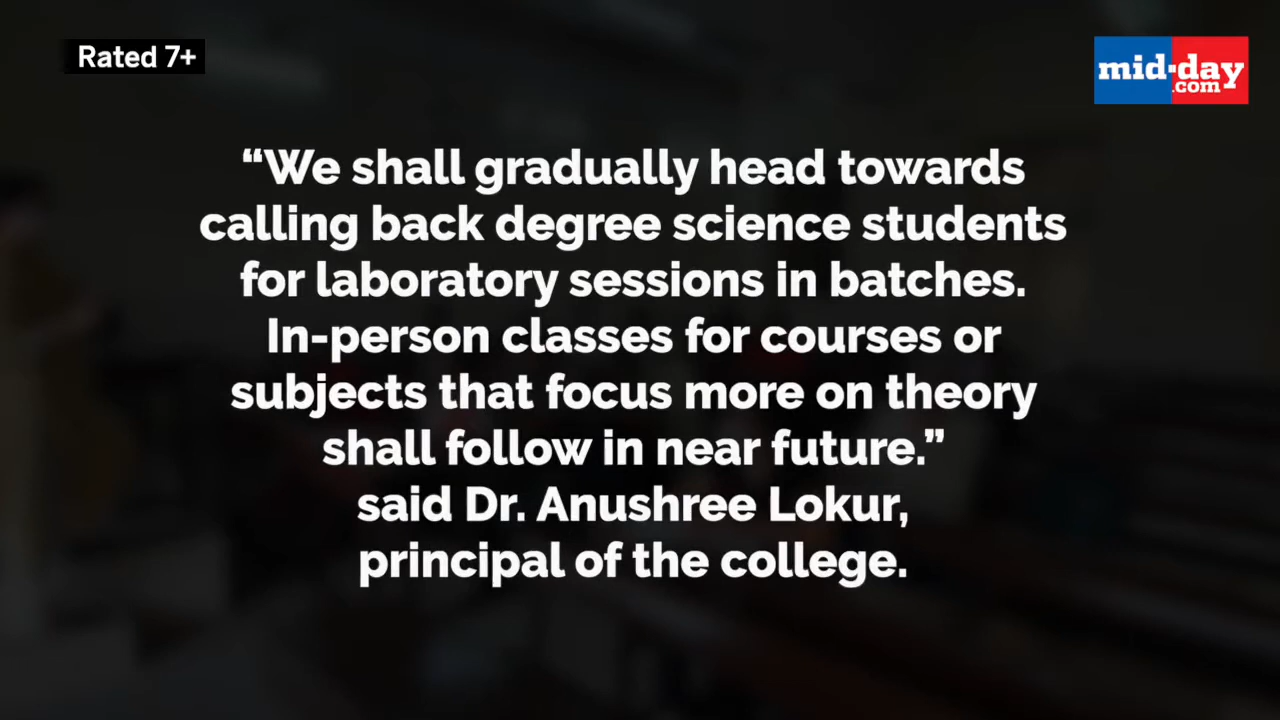 Rated 7+
mid-day
.com
“We shall gradually head towards
calling back degree science students
for laboratory sessions in batches.
In-person classes for courses or
subjects that focus more on theory
shall follow in near future.”
said Dr. Anushree Lokur,
principal of the college.